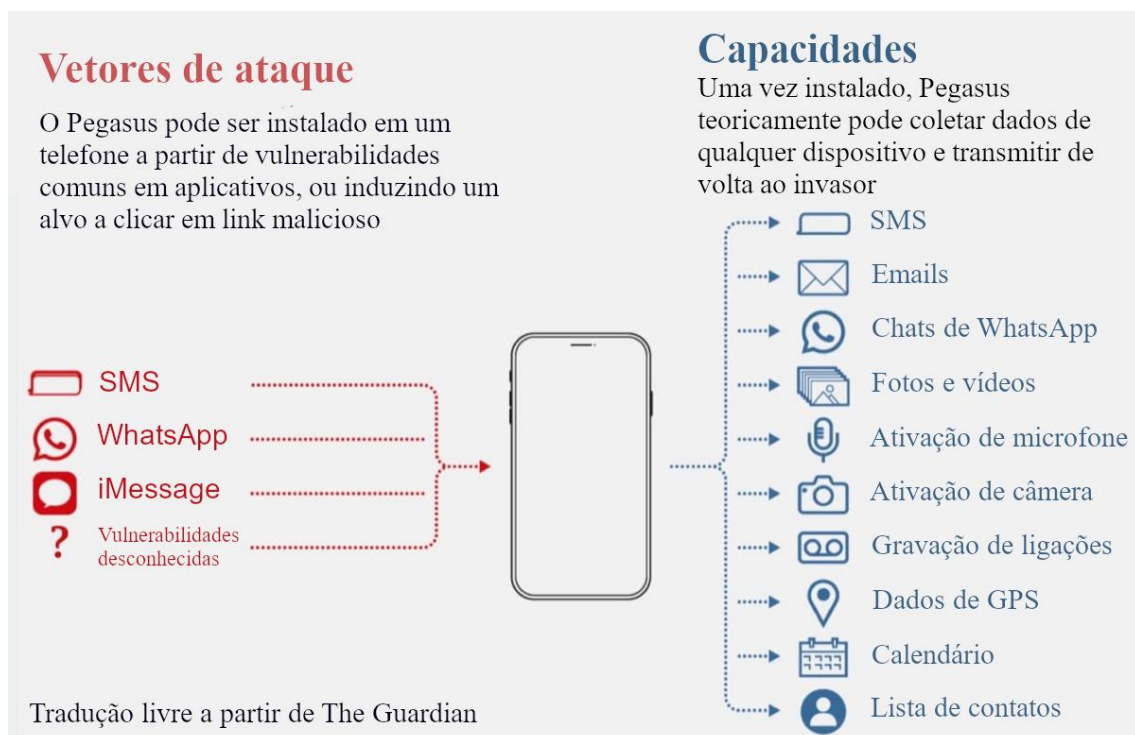 Vetores de ataque
O Pegasus pode ser instalado em um
telefone a partir de vulnerabilidades
comuns em aplicativos, ou induzindo um
alvo a clicar em link malicioso
SMS
WhatsApp
iMessage
?
Vulnerabilidades
desconhecidas
Tradução livre a partir de The Guardian
Capacidades
Uma vez instalado, Pegasus
teoricamente pode coletar dados de
qualquer dispositivo e transmitir de
volta ao invasor
SMS
Emails
Chats de WhatsApp
Fotos e vídeos
Ativação de microfone
Ativação de câmera
Gravação de ligações
Dados de GPS
Calendário
Lista de contatos